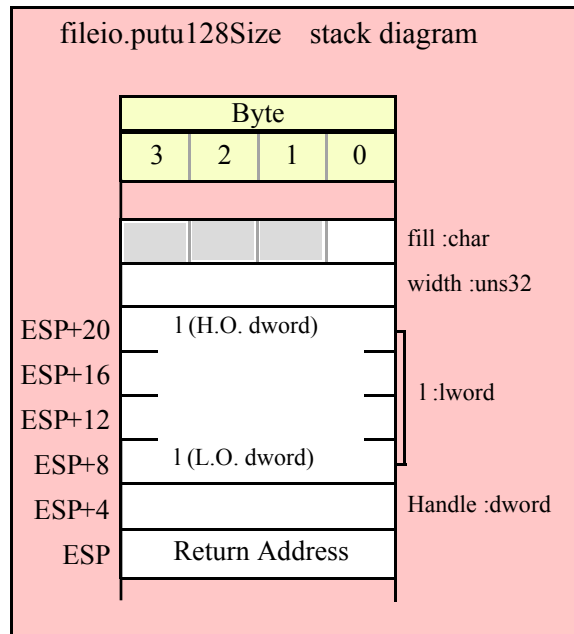 fileio.putu128Size stack diagram
Byte
3 2 1 0
fill :char
width :uns32
ESP+20 l (H.O. dword)
ESP+16
l :lword
ESP+12
ESP+8 l (L.O. dword)
ESP+4 Handle :dword
ESP Return Address